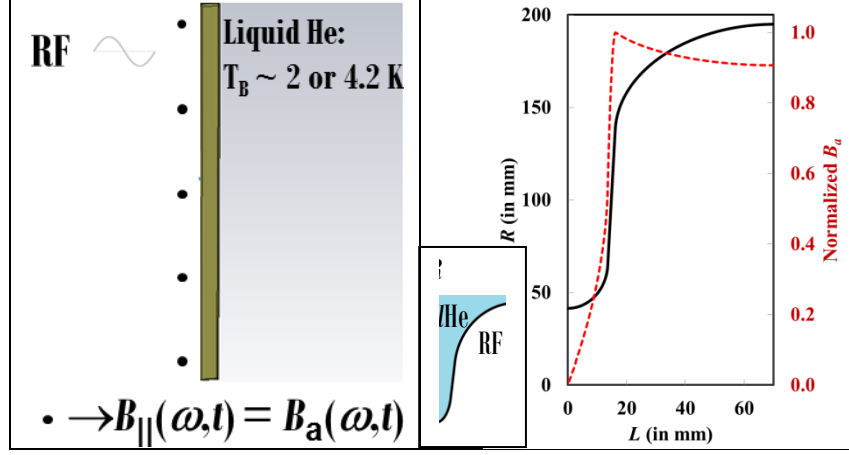 RF
Liquid He:
T_B ~ 2 or 4.2 K
• →B_||(ω,t) = B_a(ω,t)
lHe
RF
200
150
100
50
0
R (in mm)
0
20
40
60
L (in mm)
1.0
0.8
0.6
0.4
0.2
0.0
Normalized B_a